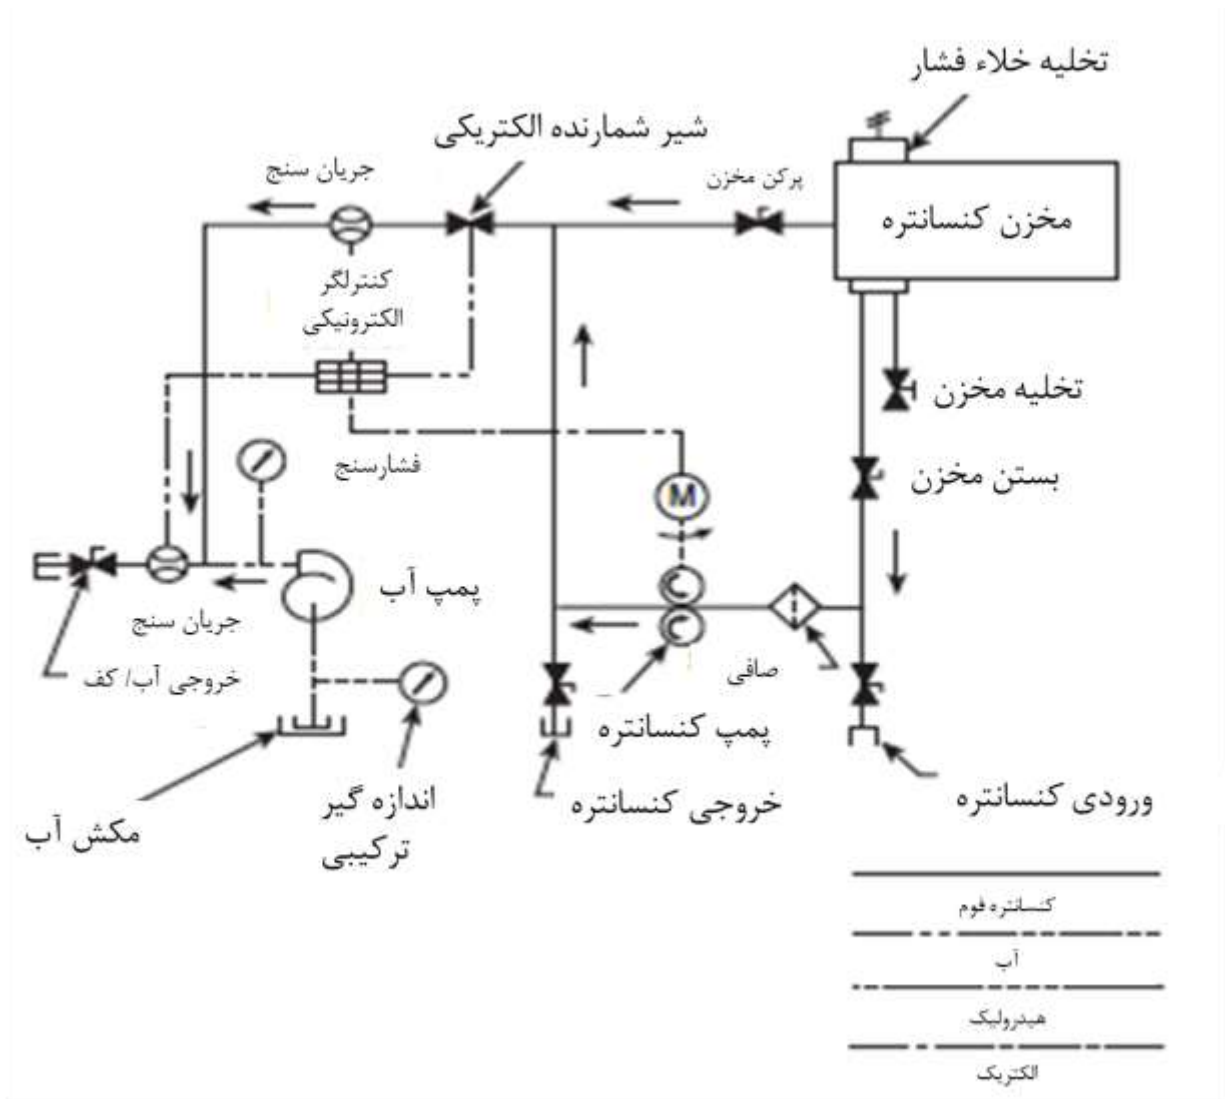 تخلیه خلاء فشار
شیر شمارنده الکتریکی
جریان سنج
پرکن مخزن
مخزن کنسانتره
کنترلگر
الکترونیکی
تخلیه مخزن
فشارسنج
بستن مخزن
M
پمپ آب
جریان سنج
خروجی آب/ کف
صافی
پمپ کنسانتره
خروجی کنسانتره
ورودی کنسانتره
اندازه گیر
ترکیبی
مکش آب
کنسانتره فوم
آب
هیدرولیک
الکتریک